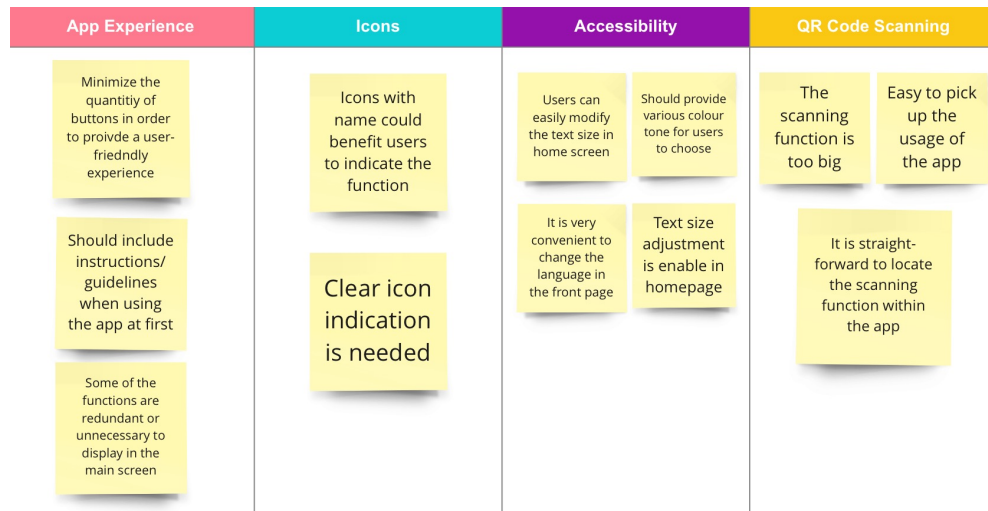 App Experience
Icons
Accessibility
QR Code Scanning
Minimize the
quantitiy of
buttons in order
to proivde a user-
friedndly
experience
Should include
instructions/
guidelines
when using
the app at first
Some of the
functions are
redundant or
unnecessary to
display in the
main screen
Icons with
name could
benefit users
to indicate the
function
Clear icon
indication
is needed
Users can
easily modify
the text size in
home screen
Should provide
various colour
tone for users
to choose
It is very
convenient to
change the
language in
the front page
Text size
adjustment
is enable in
homepage
The
scanning
function is
too big
Easy to pick
up the
usage of
the app
It is straight-
forward to locate
the scanning
function within
the app